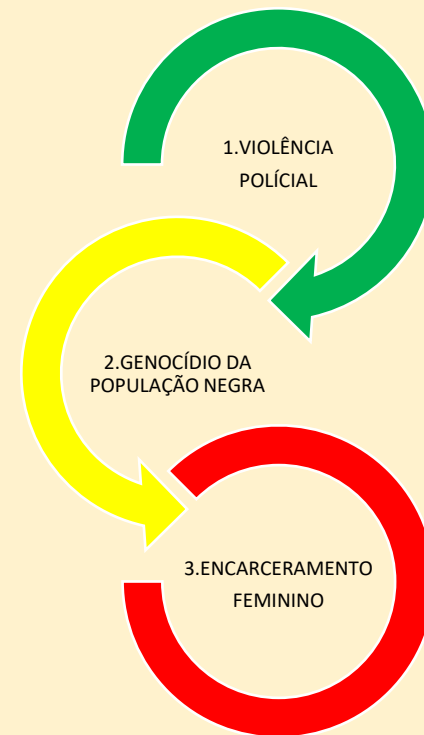 1.VIOLÊNCIA
POLÍCIAL
2.GENOCÍDIO DA
POPULAÇÃO NEGRA
3.ENCARCERAMENTO
FEMININO